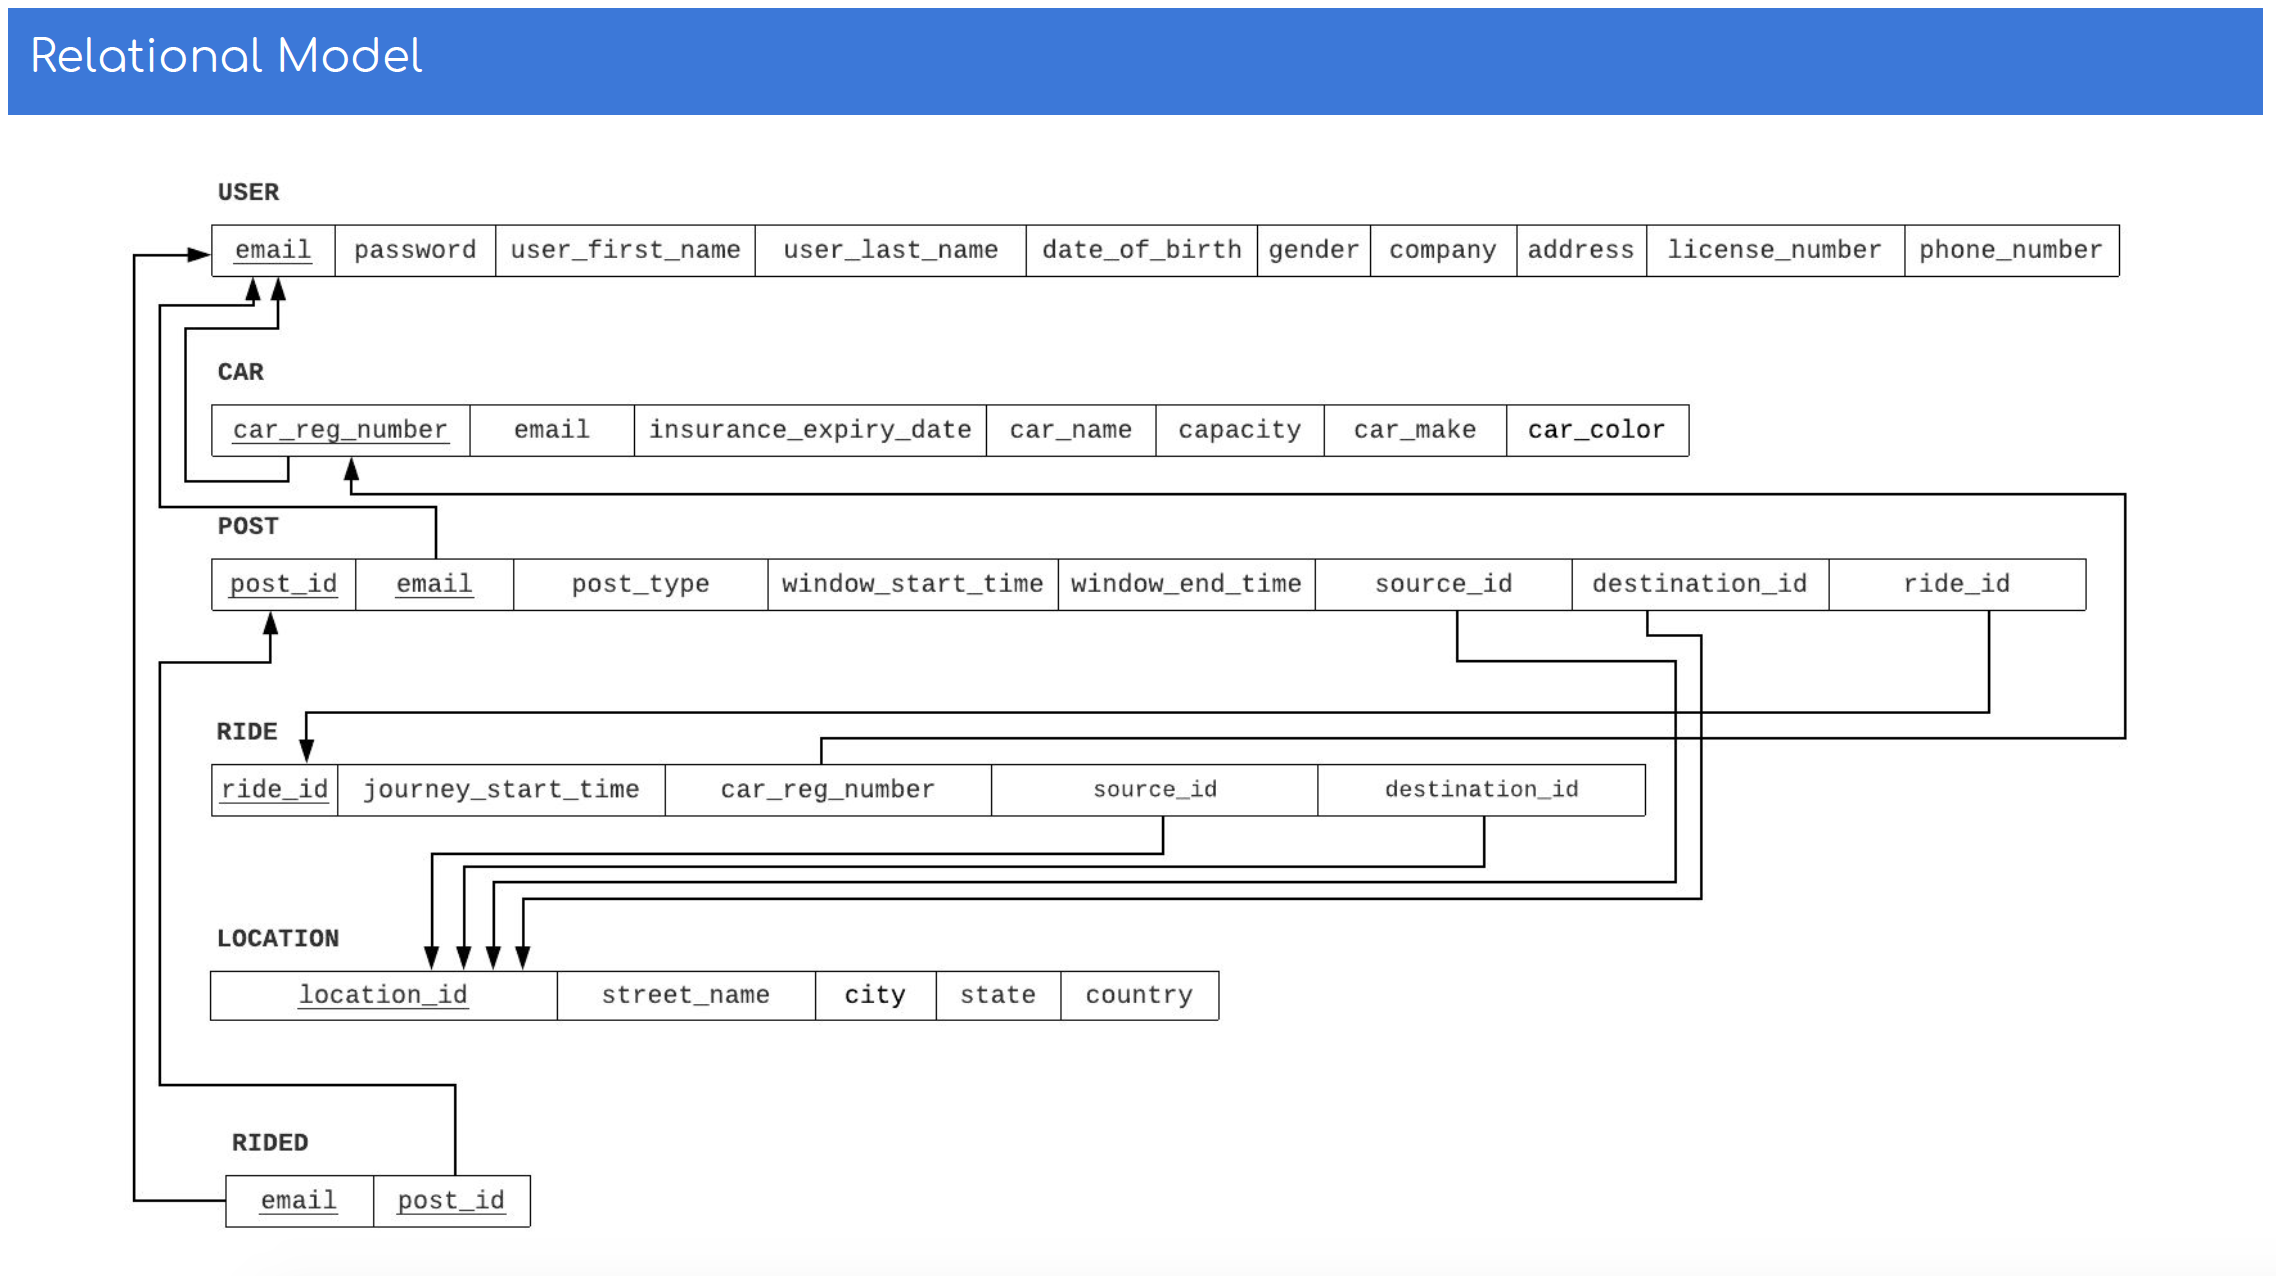 Relational Model
USER
email password user_first_name user_last_name date_of_birth gender company address license_number phone_number
CAR
car_reg_number email insurance_expiry_date car_name capacity car_make car_color
POST
post_id email post_type window_start_time window_end_time source_id destination_id ride_id
RIDE
ride_id journey_start_time car_reg_number source_id destination_id
LOCATION
location_id street_name city state country
RIDED
email post_id